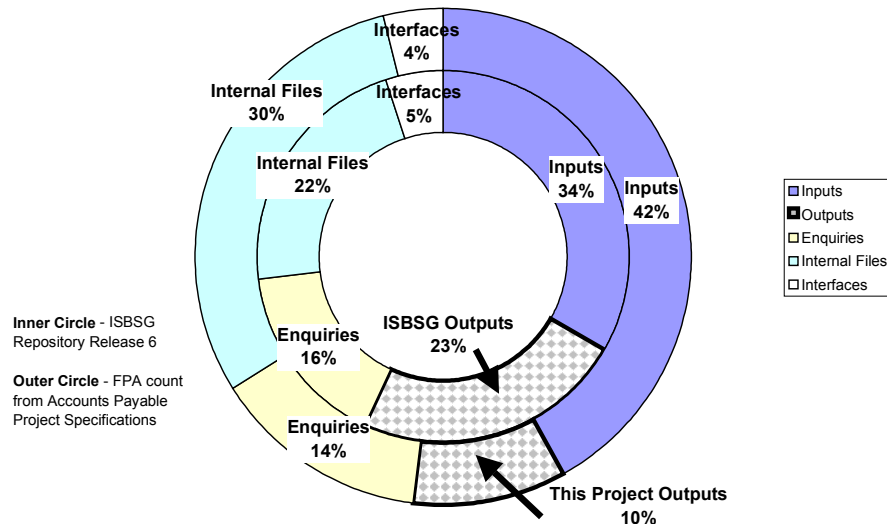 Interfaces
4%
Interfaces
5%
Internal Files
30%
Internal Files
22%
Inputs
34%
Inputs
42%
Inputs
Outputs
Enquiries
Internal Files
Interfaces
Inner Circle - ISBSG
Repository Release 6
Outer Circle - FPA count
from Accounts Payable
Project Specifications
ISBSG Outputs
23%
Enquiries
16%
Enquiries
14%
This Project Outputs
10%